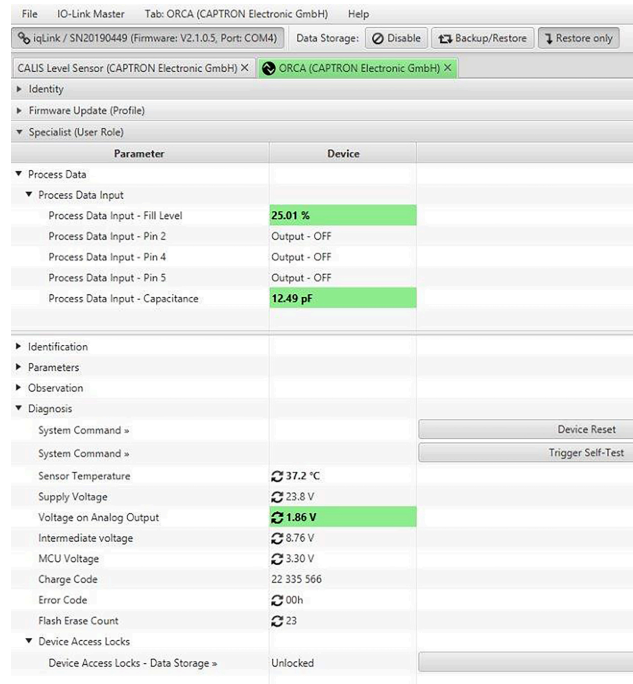 File IO-Link Master Tab: ORCA (CAPTRON Electronic GmbH) Help
iqLink / SN20190449 (Firmware: V2.1.0.5, Port: COM4) Data Storage: Disable Backup/Restore Restore only
CALIS Level Sensor (CAPTRON Electronic GmbH) × ORCA (CAPTRON Electronic GmbH) ×
Identity
Firmware Update (Profile)
Specialist (User Role)
Parameter Device
Process Data
Process Data Input
Process Data Input - Fill Level 25.01 %
Process Data Input - Pin 2 Output - OFF
Process Data Input - Pin 4 Output - OFF
Process Data Input - Pin 5 Output - OFF
Process Data Input - Capacitance 12.49 pF
Identification
Parameters
Observation
Diagnosis
System Command » Device Reset
System Command » Trigger Self-Test
Sensor Temperature 37.2 °C
Supply Voltage 23.8 V
Voltage on Analog Output 1.86 V
Intermediate voltage 8.76 V
MCU Voltage 3.30 V
Charge Code 22 335 566
Error Code 00h
Flash Erase Count 23
Device Access Locks
Device Access Locks - Data Storage » Unlocked